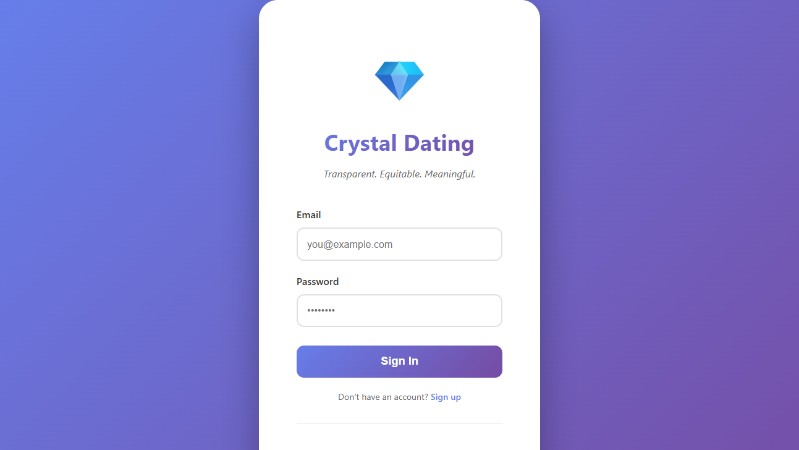 Crystal Dating
Transparent. Equitable. Meaningful.
Email
you@example.com
Password
••••••••
Sign In
Don't have an account? Sign up